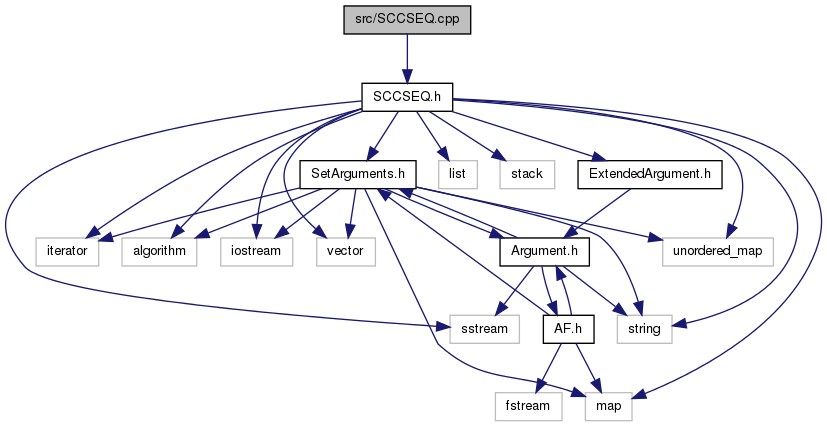 src/SCCSEQ.cpp
SCCSEQ.h
SetArguments.h
list
stack
ExtendedArgument.h
iterator
algorithm
iostream
vector
Argument.h
unordered_map
sstream
AF.h
string
fstream
map